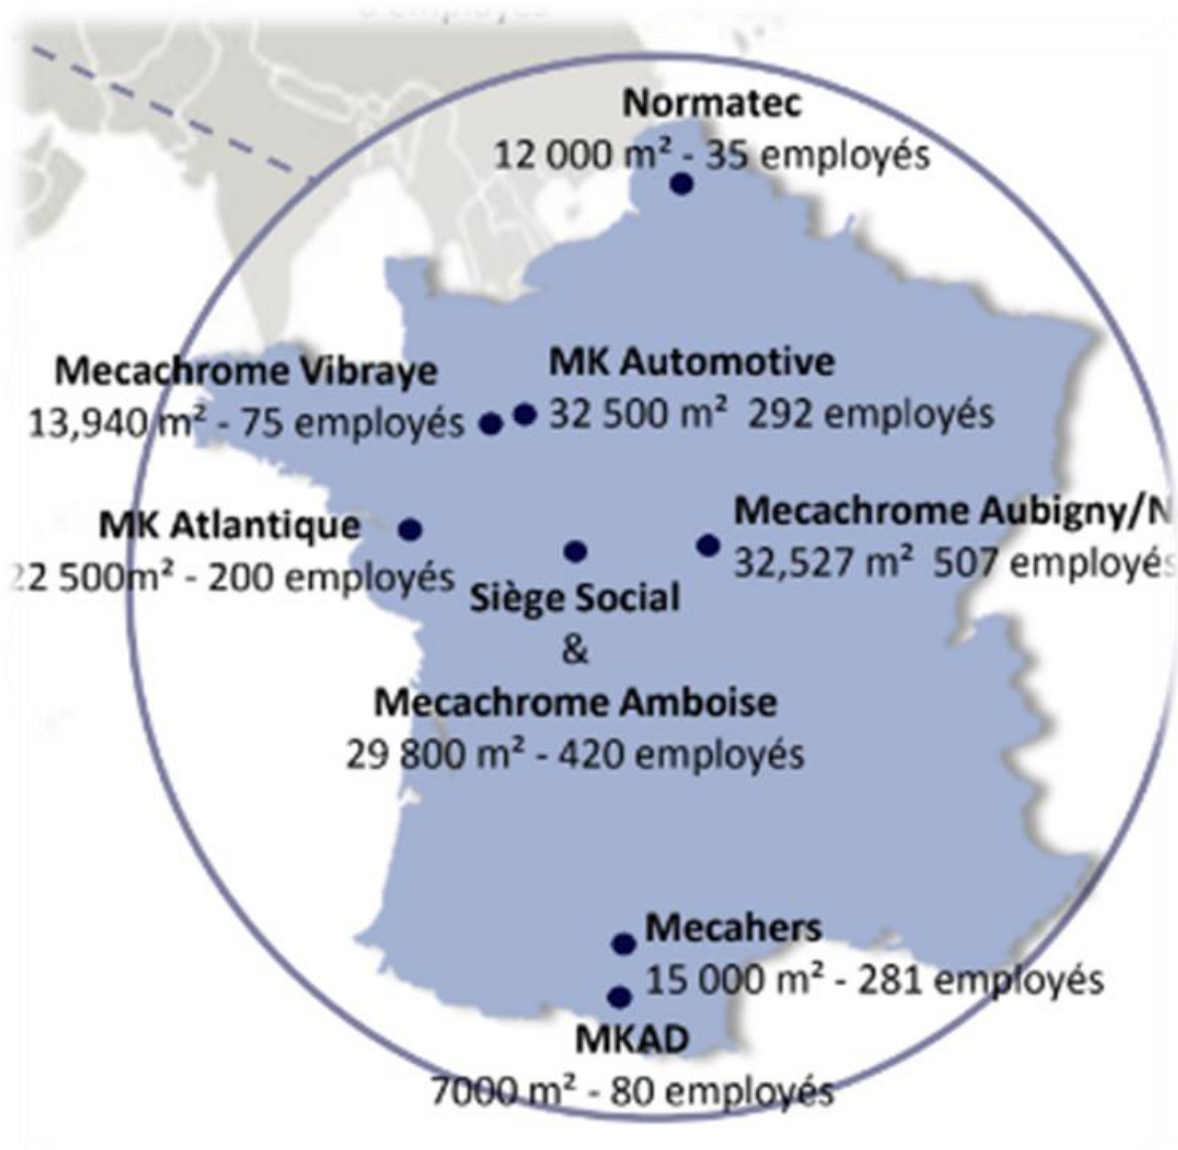 Normatec
12 000 m² - 35 employés
Mecachrome Vibraye
13,940 m² - 75 employés
MK Automotive
32 500 m² 292 employés
MK Atlantique
22 500m² - 200 employés
Mecachrome Aubigny/N
32,527 m² 507 employés
Siège Social
&
Mecachrome Amboise
29 800 m² - 420 employés
Mecahers
15 000 m² - 281 employés
MKAD
7000 m² - 80 employés